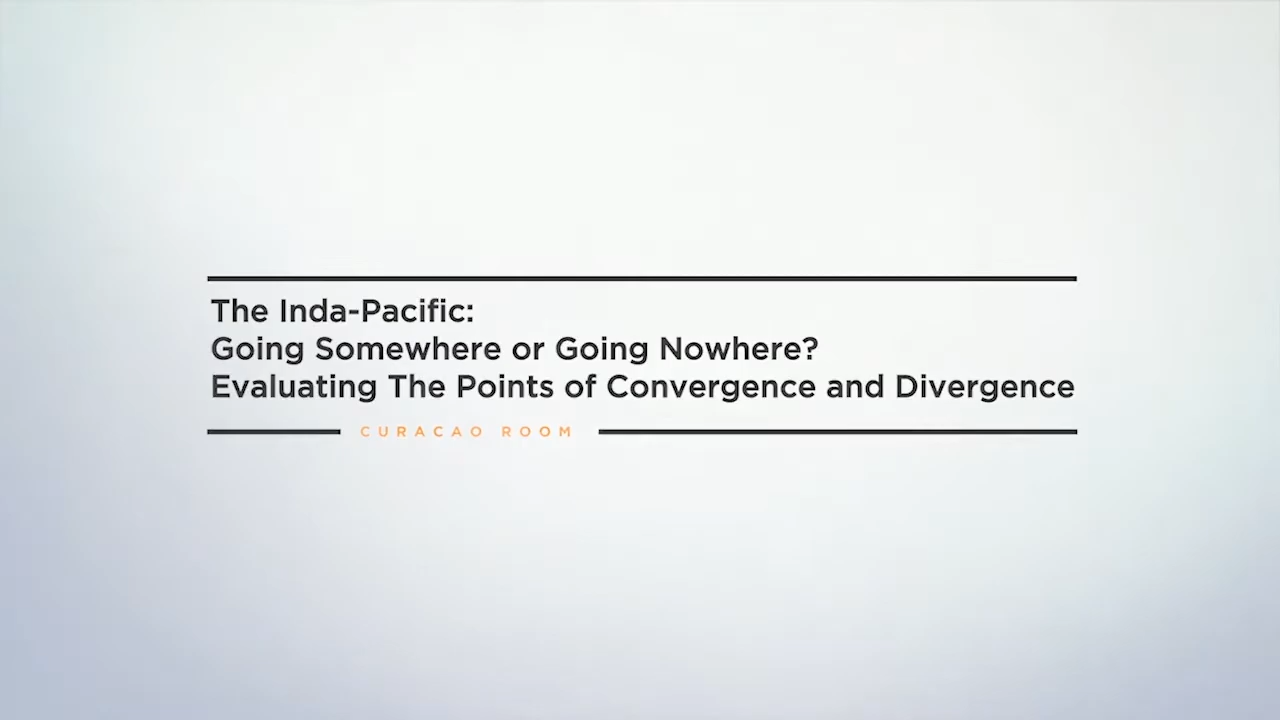 The Inda-Pacific:
Going Somewhere or Going Nowhere?
Evaluating The Points of Convergence and Divergence
CURACAO ROOM